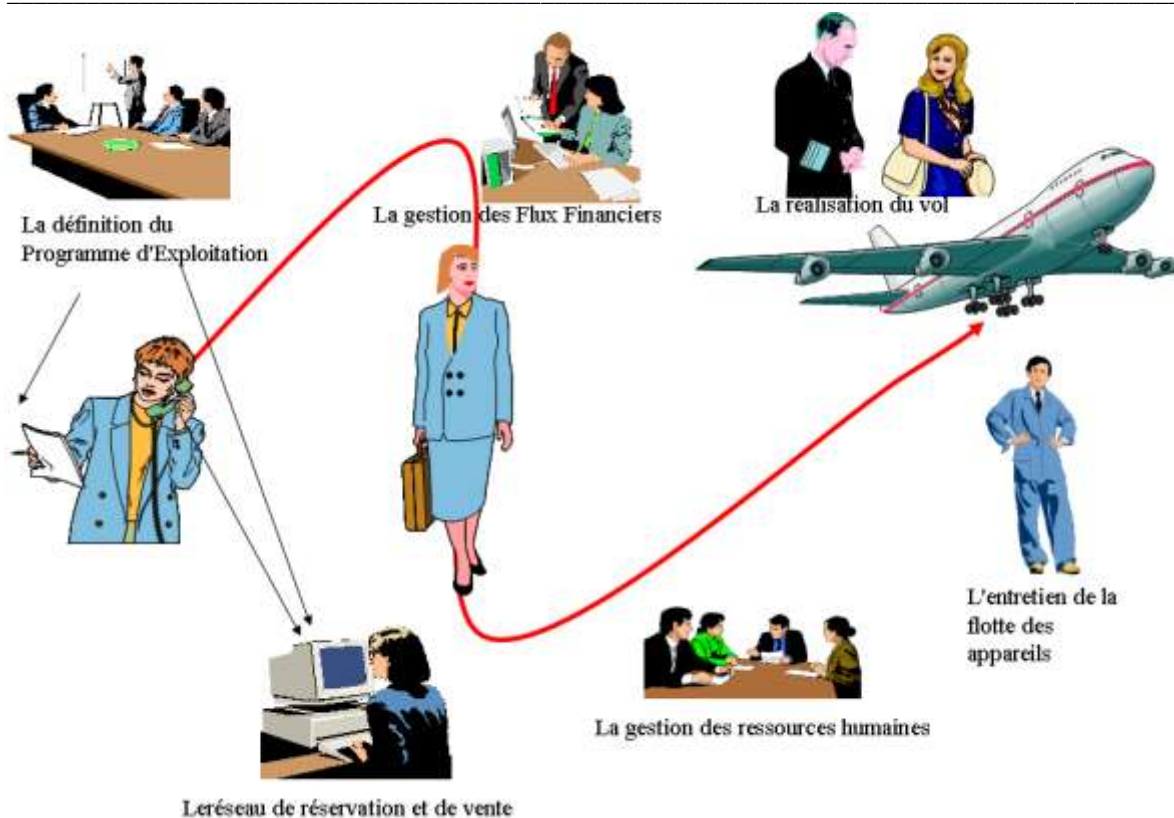 La définition du
Programme d'Exploitation
La gestion des Flux Financiers
La réalisation du vol
L'entretien de la
flotte des
appareils
La gestion des ressources humaines
Leréseau de réservation et de vente